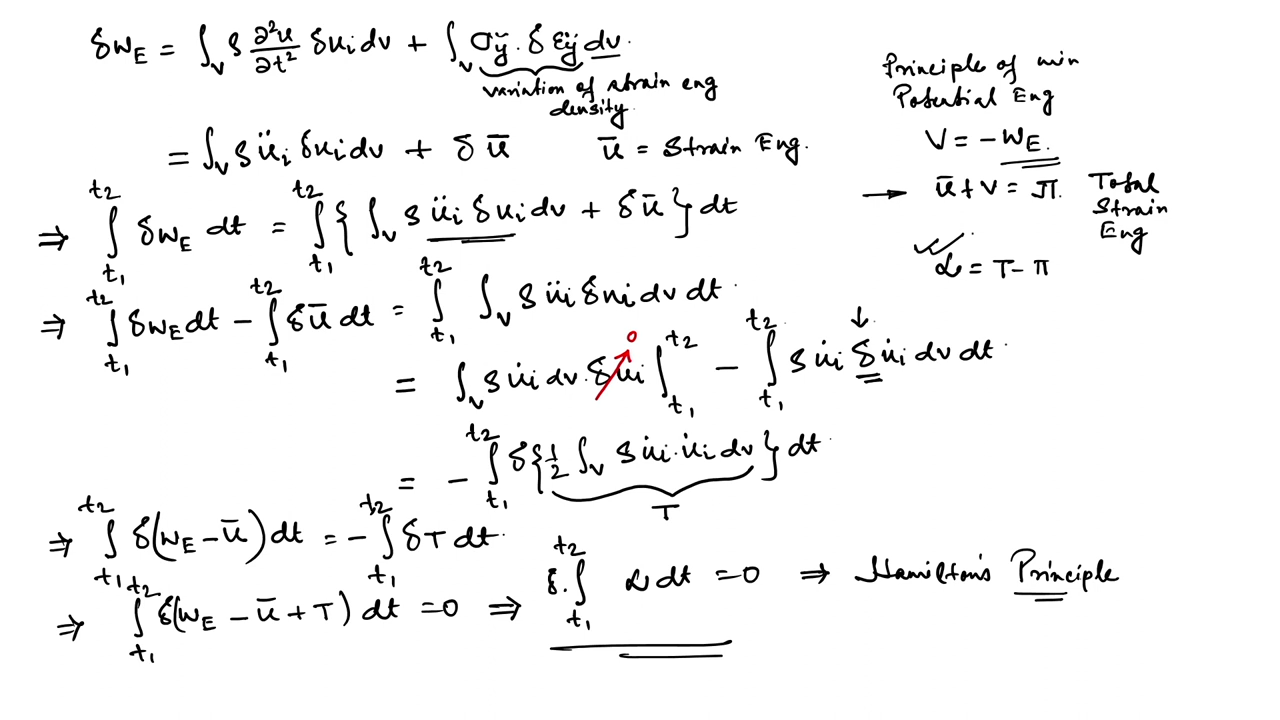 δW_E = ∫_V ρ ∂²u/∂t² δu_i dv + ∫_V σ_ij · δ ε_ij dv.
variation of strain eng
density.
= ∫_V ρ ü_i δu_i dv + δ ū    ū = Strain Eng.
⇒ ∫_{t₁}^{t₂} δW_E dt = ∫_{t₁}^{t₂} { ∫_V ρ ü_i δu_i dv + δū } dt
⇒ ∫_{t₁}^{t₂} δW_E dt − ∫_{t₁}^{t₂} δū dt = ∫_{t₁}^{t₂} ∫_V ρ ü_i δu_i dv dt
= ∫_V ρ u̇_i dv · δu_i |_{t₁}^{t₂} − ∫_{t₁}^{t₂} ρ u̇_i δ u̇_i dv dt
0
↓
= − ∫_{t₁}^{t₂} δ { ½ ∫_V ρ u̇_i · u̇_i dv } dt
T
⇒ ∫_{t₁}^{t₂} δ(W_E − ū) dt = − ∫_{t₁}^{t₂} δT dt
⇒ ∫_{t₁}^{t₂} δ(W_E − ū + T) dt = 0 ⇒ δ. ∫_{t₁}^{t₂} ℒ dt = 0 ⇒ Hamilton's Principle
Principle of min
Potential Eng
V = − W_E.
→ ū + V = π. Total
Strain
Eng
ℒ = T − π